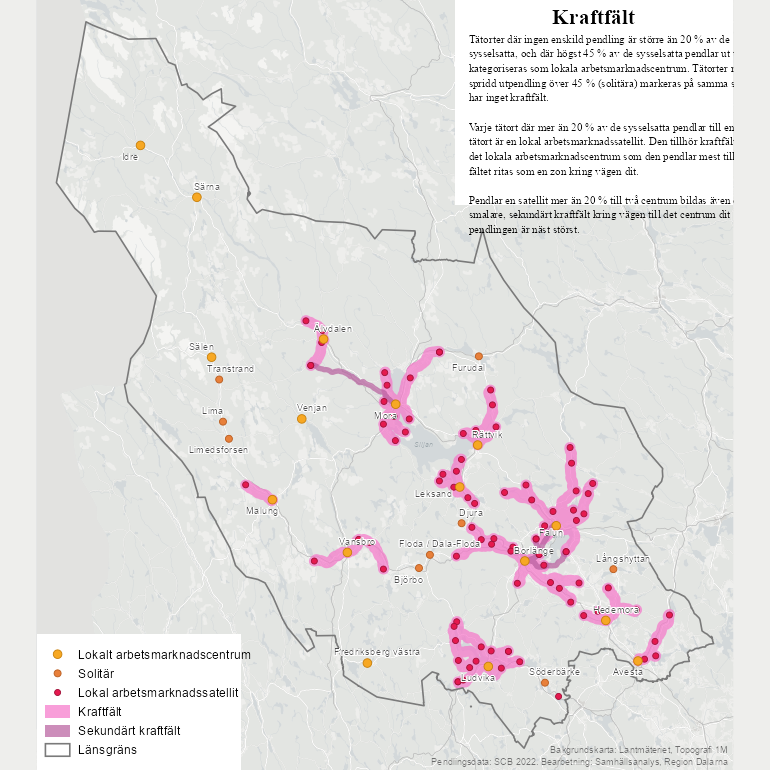 Kraftfält
Tätorter där ingen enskild pendling är större än 20 % av de
sysselsatta, och där högst 45 % av de sysselsatta pendlar ut
kategoriseras som lokala arbetsmarknadscentrum. Tätorter
spridd utpendling över 45 % (solitära) markeras på samma
har inget kraftfält.
Varje tätort där mer än 20 % av de sysselsatta pendlar till
tätort är en lokal arbetsmarknadssatellit. Den tillhör
det lokala arbetsmarknadscentrum som den pendlar mest
fältet ritas som en zon kring vägen dit.
Pendlar en satellit mer än 20 % till två centrum bildas även
smalare, sekundärt kraftfält kring vägen till det centrum dit
pendlingen är näst störst.
Idre
Särna
Älvdalen
Sälen
Transtrand
Furudal
Lima
Venjan
Mora
Rättvik
Limedsforsen
Siljan
Leksand
Malung
Djura
Falun
Vansbro
Floda / Dala-Floda
Borlänge
Långshyttan
Björbo
Hedemora
Fredriksberg västra
Ludvika
Söderbärke
Avesta
Lokalt arbetsmarknadscentrum
Solitär
Lokal arbetsmarknadssatellit
Kraftfält
Sekundärt kraftfält
Länsgräns
Bakgrundskarta: Lantmäteriet, Topografi 1M
Pendlingsdata: SCB 2022. Bearbetning: Samhällsanalys, Region Dalarna